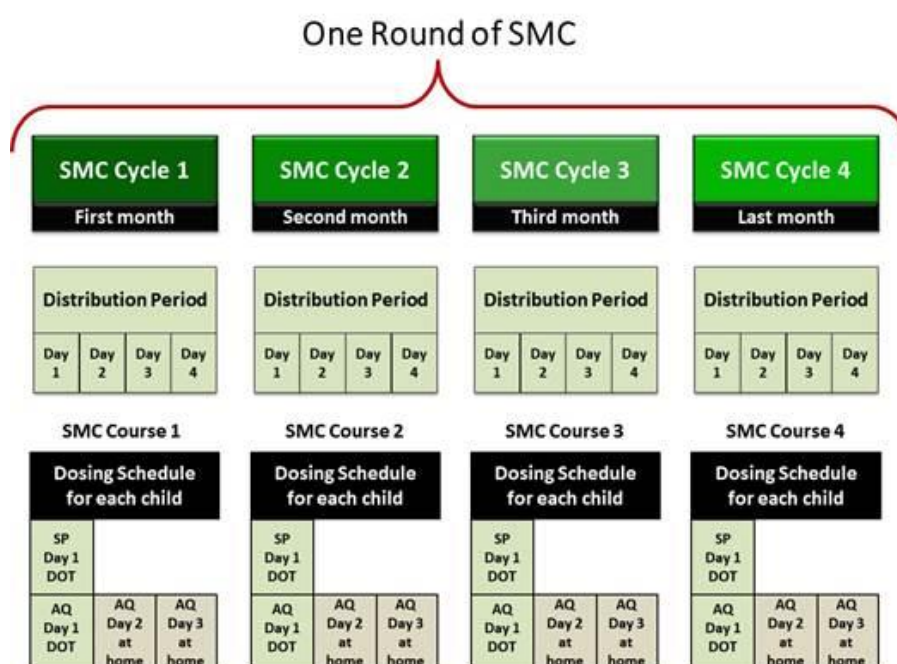 One Round of SMC
SMC Cycle 1
First month
SMC Cycle 2
Second month
SMC Cycle 3
Third month
SMC Cycle 4
Last month
Distribution Period
Day 1
Day 2
Day 3
Day 4
Distribution Period
Day 1
Day 2
Day 3
Day 4
Distribution Period
Day 1
Day 2
Day 3
Day 4
Distribution Period
Day 1
Day 2
Day 3
Day 4
SMC Course 1
Dosing Schedule
for each child
SP
Day 1
DOT
AQ
Day 1
DOT
AQ
Day 2
at
home
AQ
Day 3
at
home
SMC Course 2
Dosing Schedule
for each child
SP
Day 1
DOT
AQ
Day 1
DOT
AQ
Day 2
at
home
AQ
Day 3
at
home
SMC Course 3
Dosing Schedule
for each child
SP
Day 1
DOT
AQ
Day 1
DOT
AQ
Day 2
at
home
AQ
Day 3
at
home
SMC Course 4
Dosing Schedule
for each child
SP
Day 1
DOT
AQ
Day 1
DOT
AQ
Day 2
at
home
AQ
Day 3
at
home